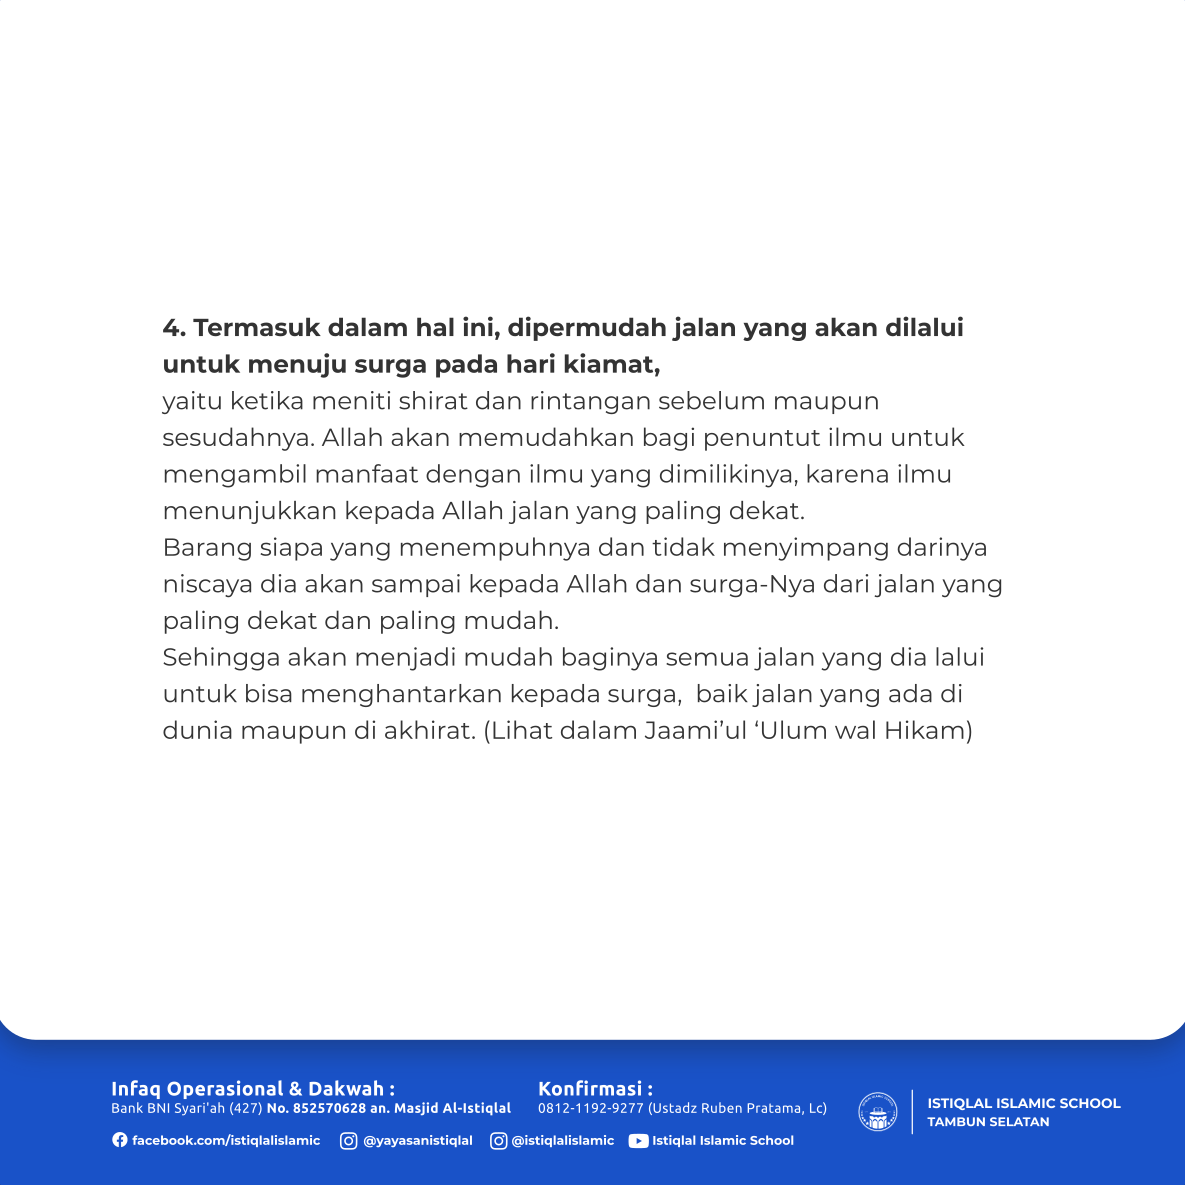 4. Termasuk dalam hal ini, dipermudah jalan yang akan dilalui
untuk menuju surga pada hari kiamat,
yaitu ketika meniti shirat dan rintangan sebelum maupun
sesudahnya. Allah akan memudahkan bagi penuntut ilmu untuk
mengambil manfaat dengan ilmu yang dimilikinya, karena ilmu
menunjukkan kepada Allah jalan yang paling dekat.
Barang siapa yang menempuhnya dan tidak menyimpang darinya
niscaya dia akan sampai kepada Allah dan surga-Nya dari jalan yang
paling dekat dan paling mudah.
Sehingga akan menjadi mudah baginya semua jalan yang dia lalui
untuk bisa menghantarkan kepada surga,  baik jalan yang ada di
dunia maupun di akhirat. (Lihat dalam Jaami’ul ‘Ulum wal Hikam)
Infaq Operasional & Dakwah :
Bank BNI Syari'ah (427) No. 852570628 an. Masjid Al-Istiqlal
Konfirmasi :
0812-1192-9277 (Ustadz Ruben Pratama, Lc)
facebook.com/istiqlalislamic @yayasanistiqlal @istiqlalislamic Istiqlal Islamic School
ISTIQLAL ISLAMIC SCHOOL
TAMBUN SELATAN